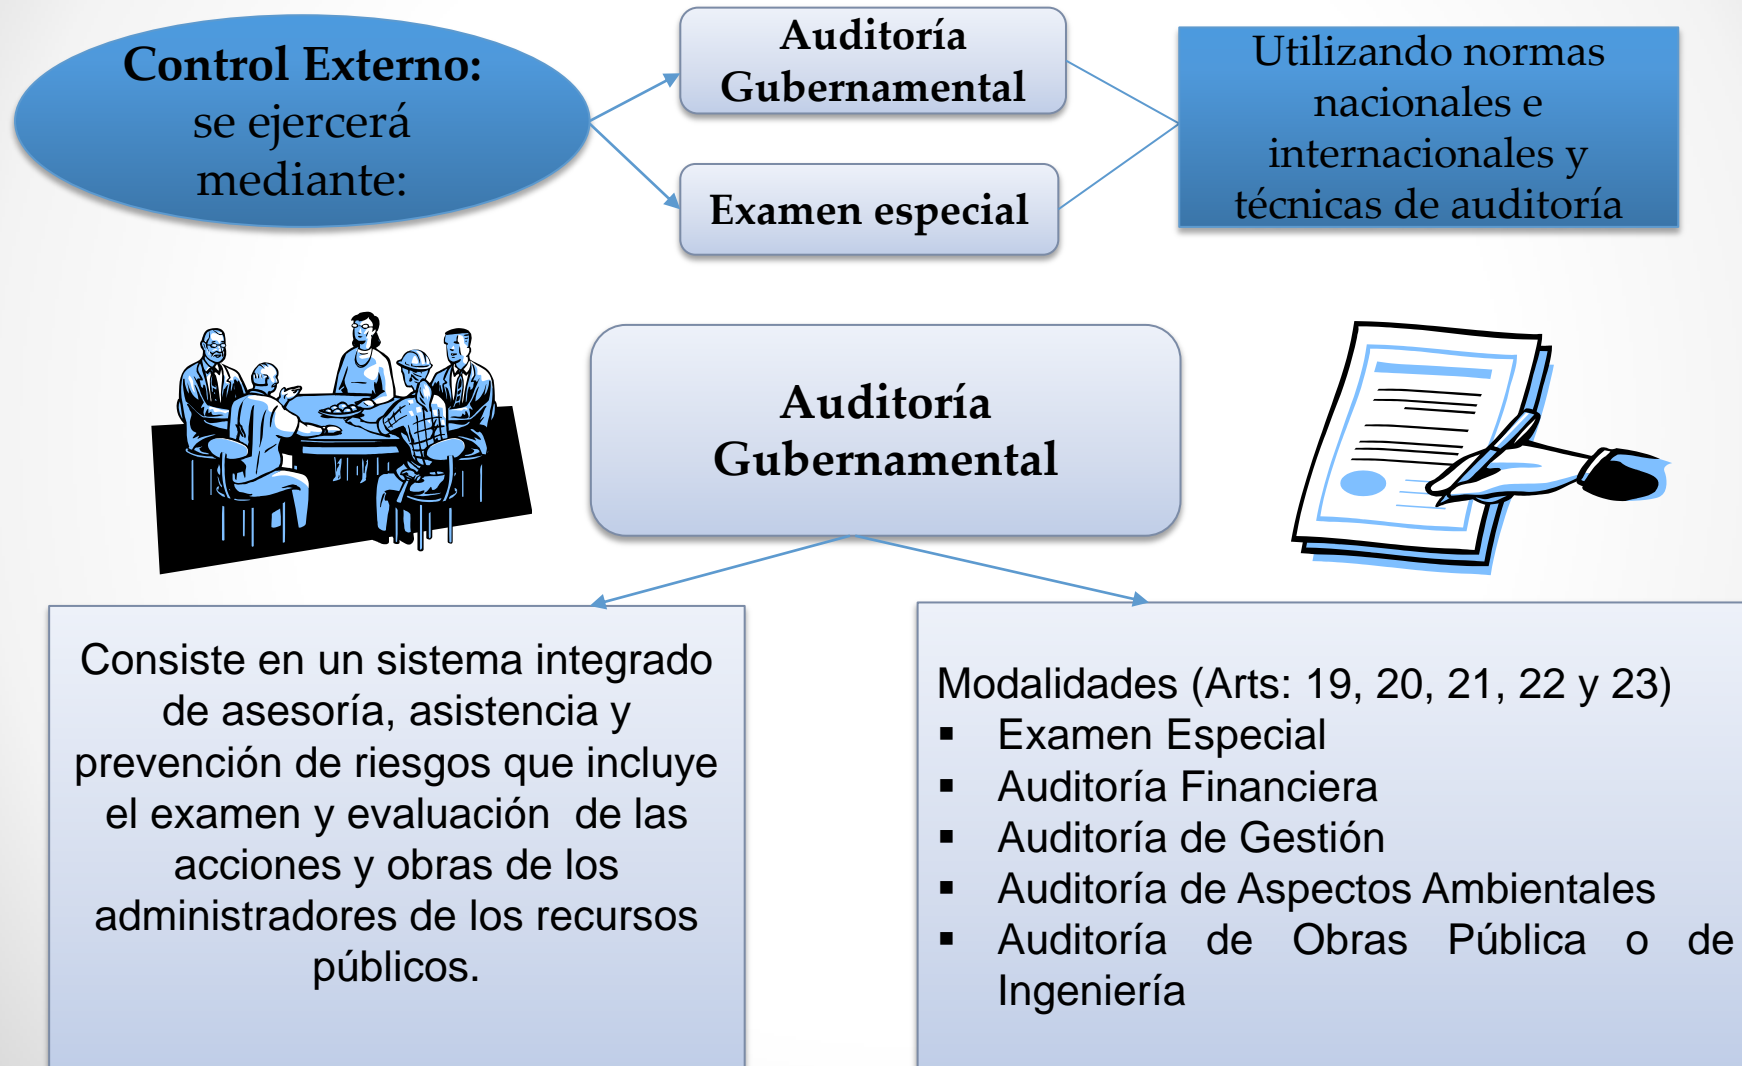 Control Externo:
se ejercerá
mediante:
Auditoría
Gubernamental
Examen especial
Utilizando normas
nacionales e
internacionales y
técnicas de auditoría
Auditoría
Gubernamental
Consiste en un sistema integrado
de asesoría, asistencia y
prevención de riesgos que incluye
el examen y evaluación de las
acciones y obras de los
administradores de los recursos
públicos.
Modalidades (Arts: 19, 20, 21, 22 y 23)
▪ Examen Especial
▪ Auditoría Financiera
▪ Auditoría de Gestión
▪ Auditoría de Aspectos Ambientales
▪ Auditoría de Obras Pública o de
Ingeniería